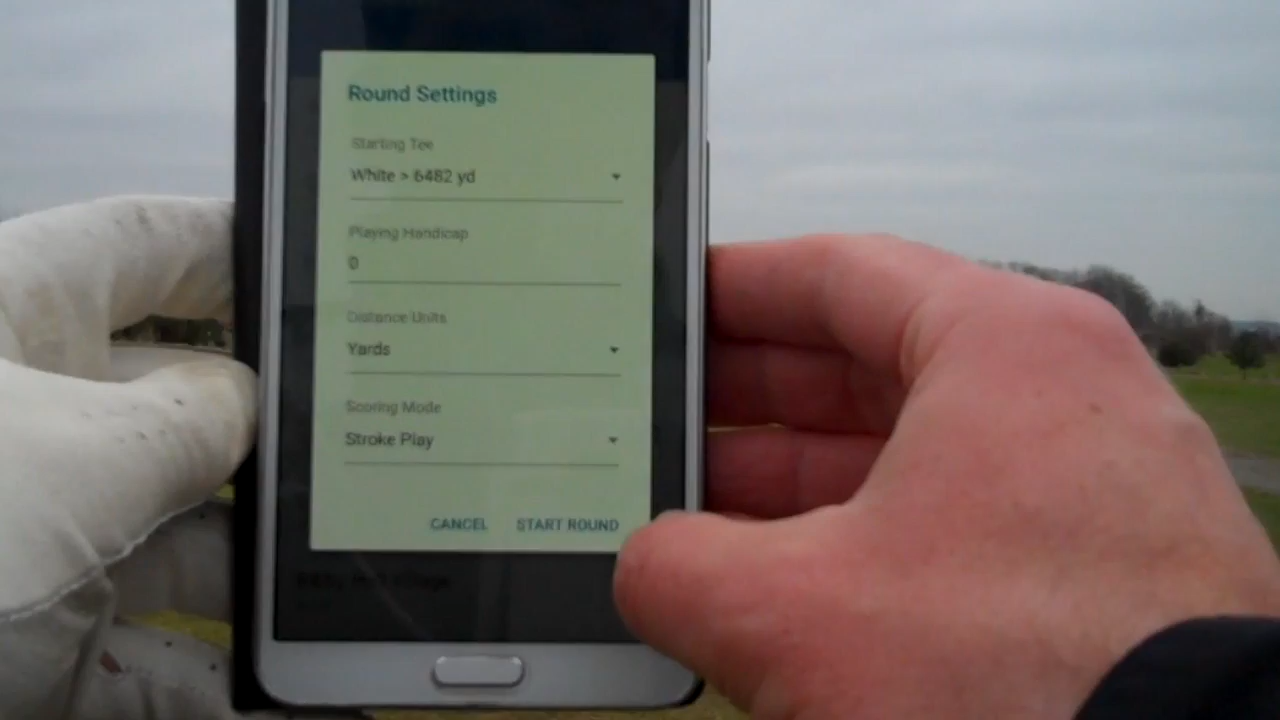 Round Settings
Starting Tee
White > 6482 yd
Playing Handicap
0
Distance Units
Yards
Scoring Mode
Stroke Play
CANCEL START ROUND